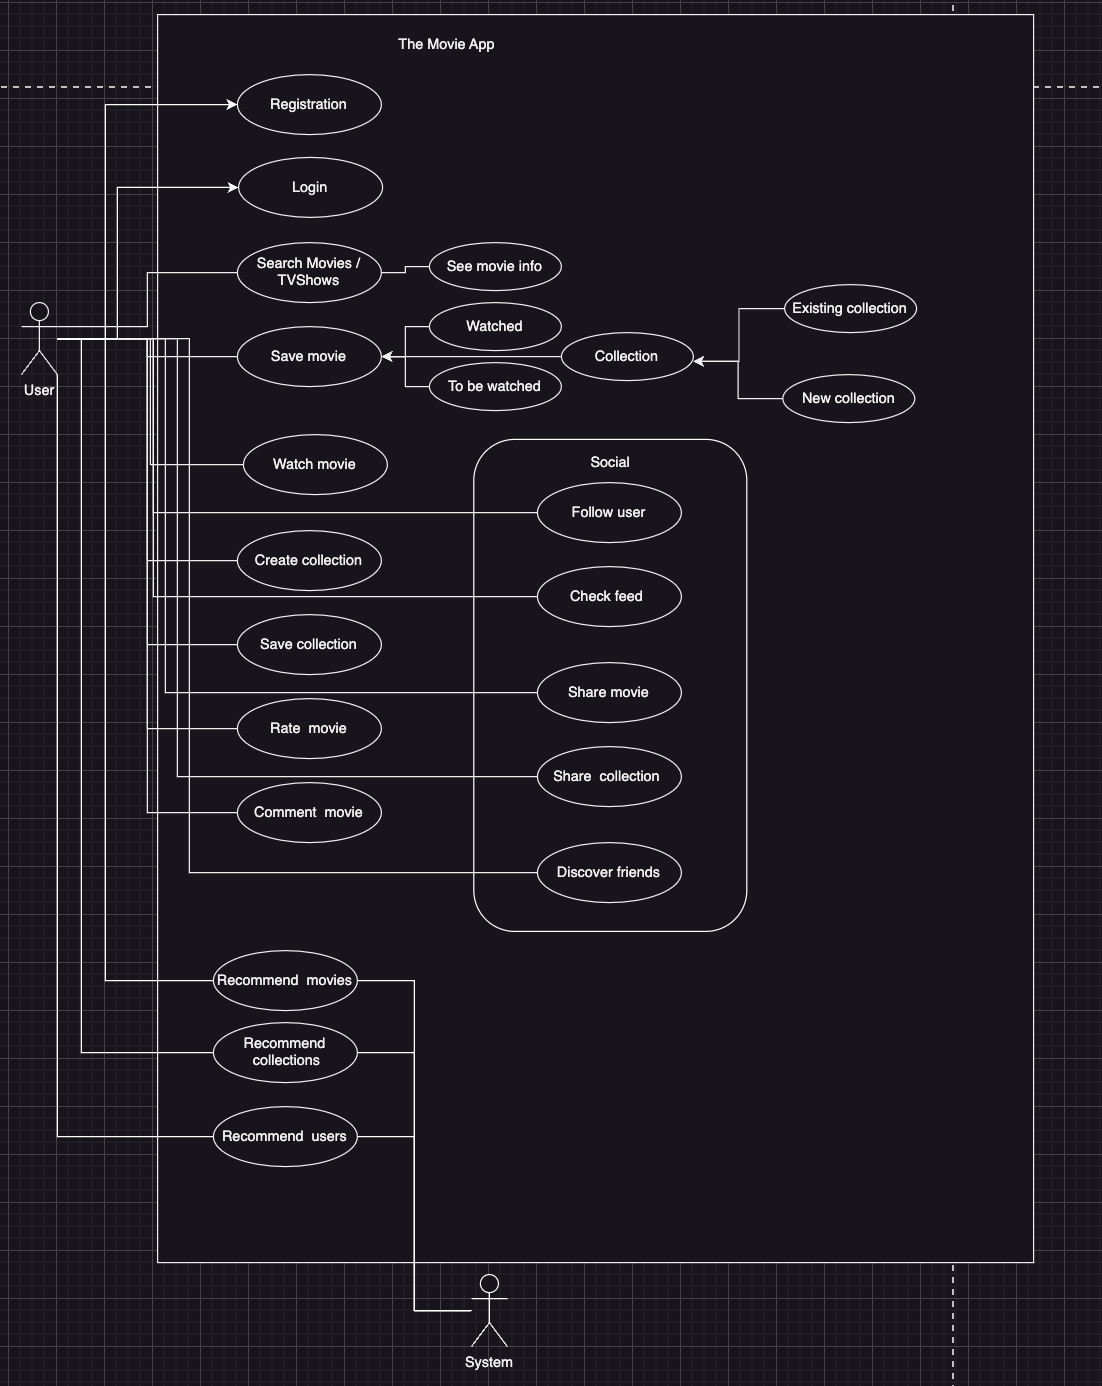 The Movie App
Registration
Login
Search Movies /
TVShows
See movie info
Existing collection
Watched
Save movie
Collection
To be watched
User
New collection
Watch movie
Social
Follow user
Create collection
Check feed
Save collection
Share movie
Rate  movie
Share  collection
Comment  movie
Discover friends
Recommend  movies
Recommend
collections
Recommend  users
System